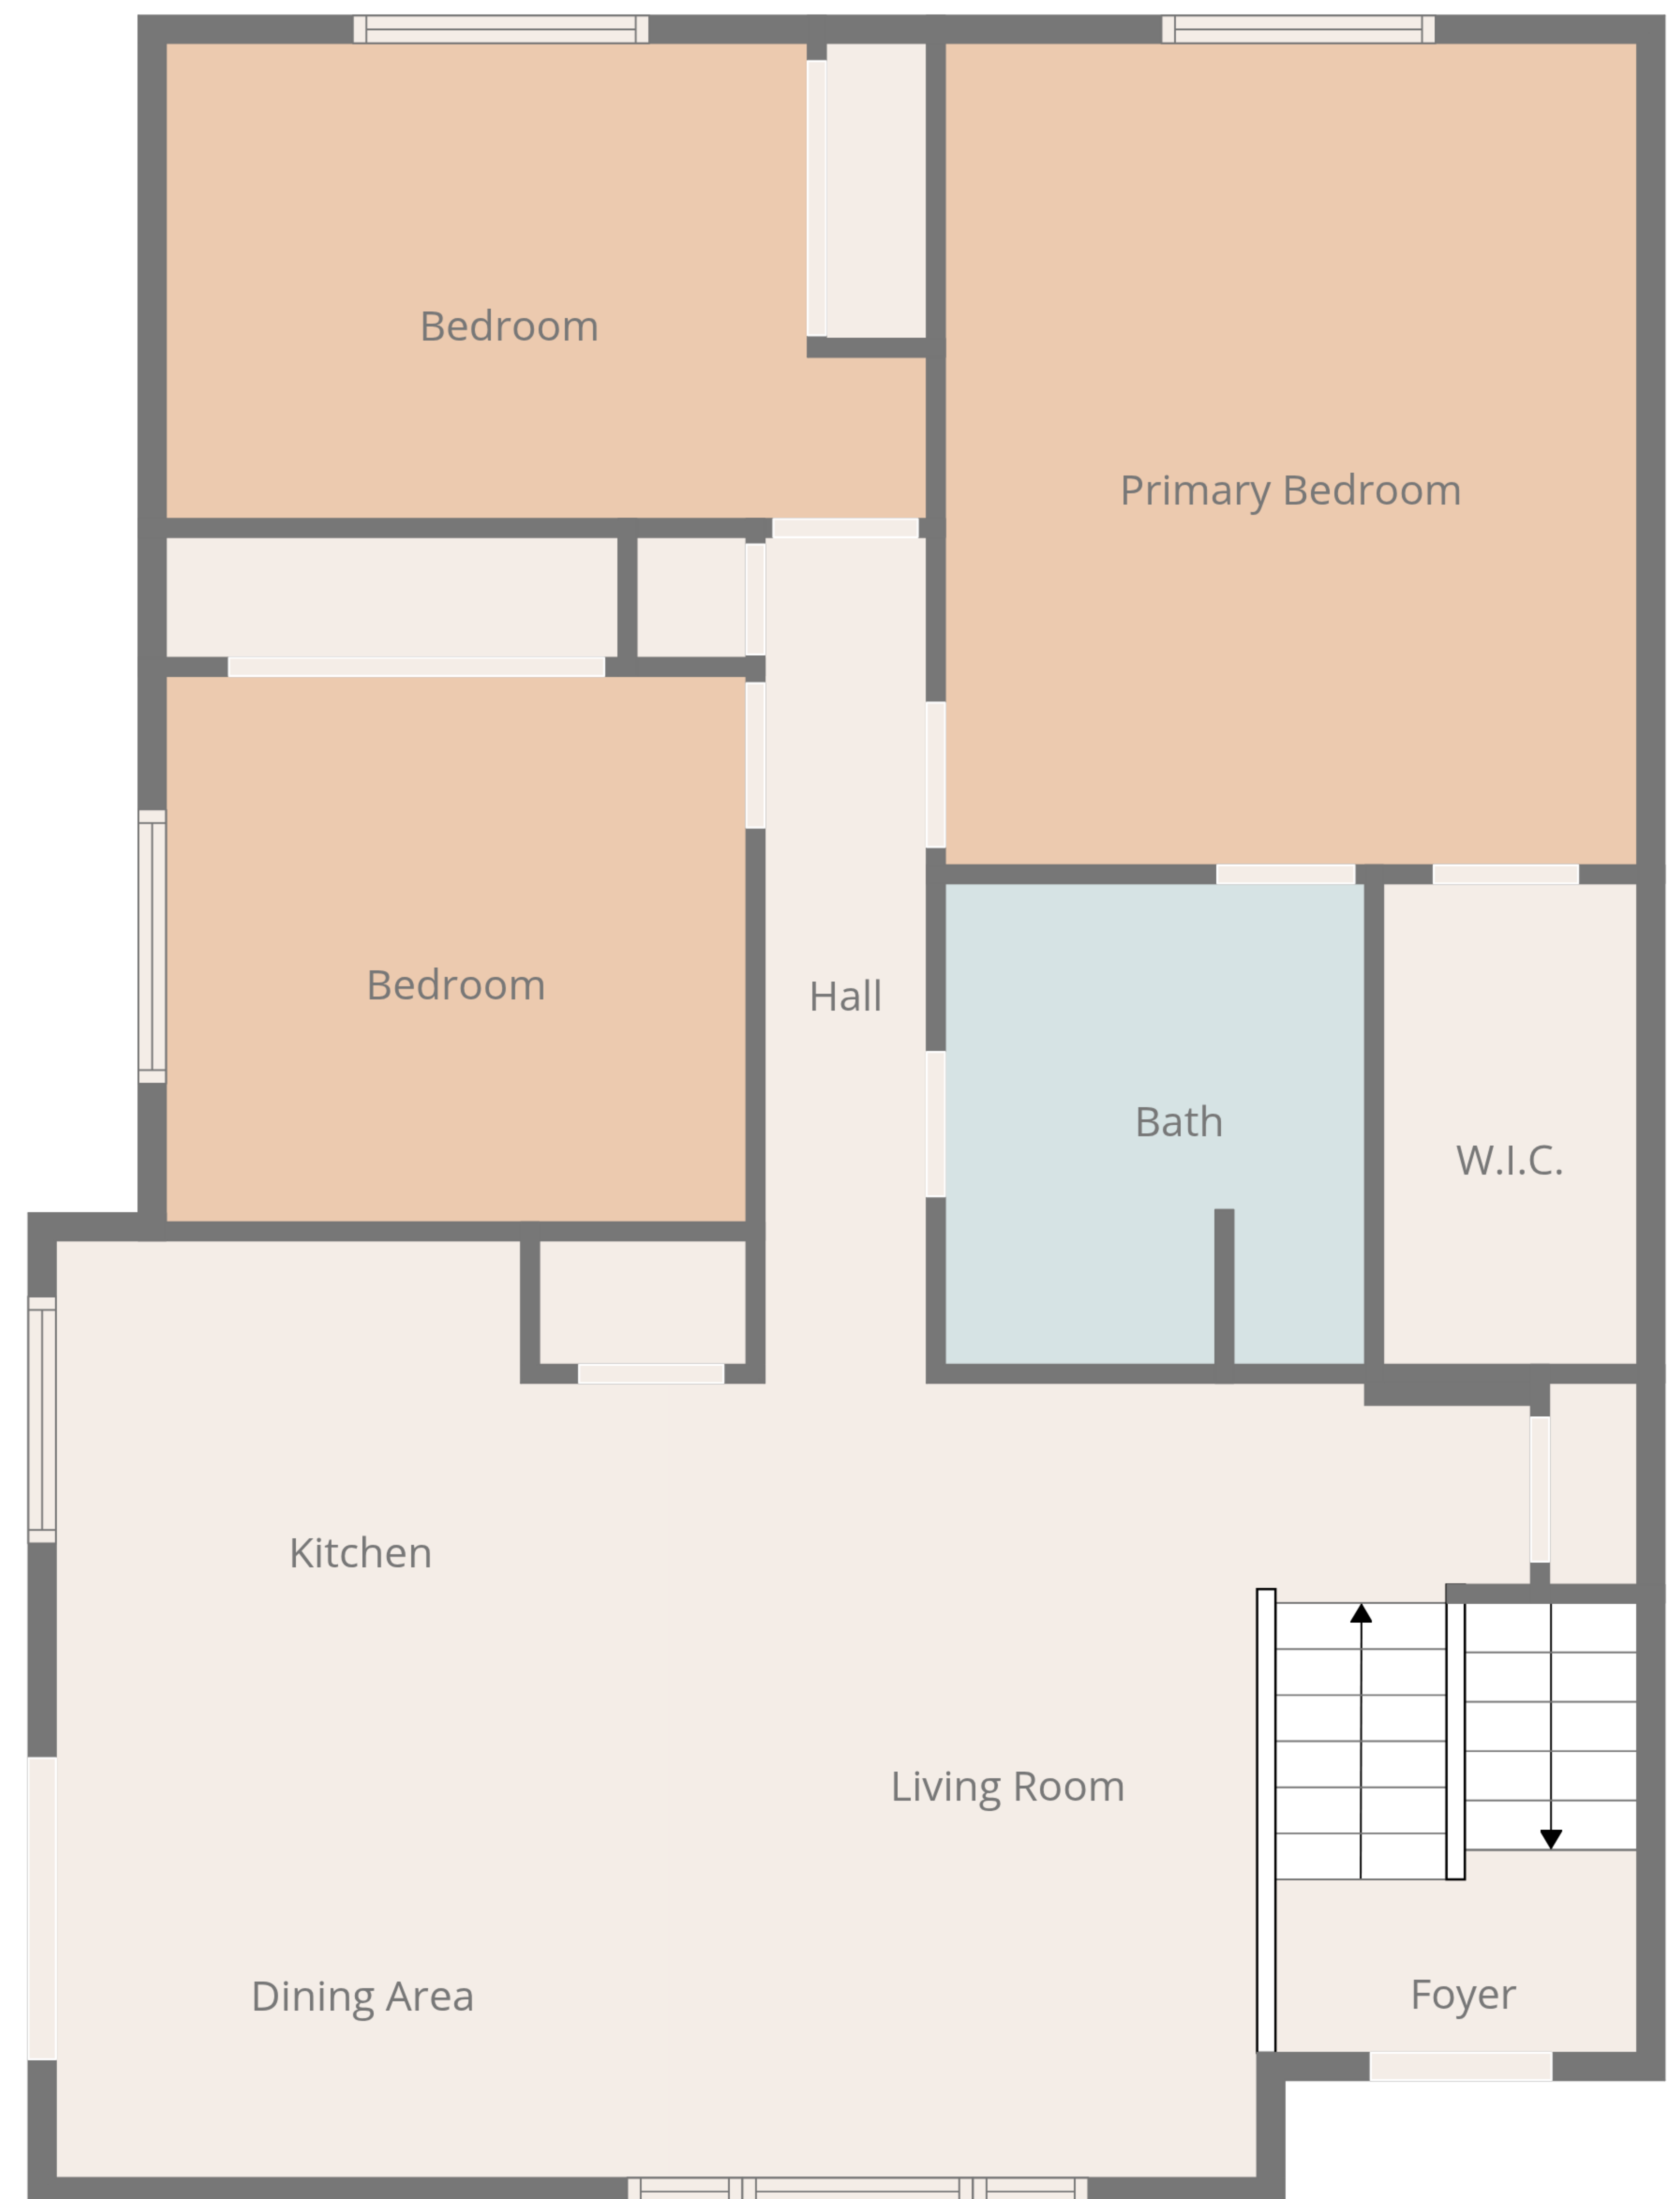 Bedroom
Primary Bedroom
Bedroom
Hall
Bath
W.I.C.
Kitchen
Living Room
Dining Area
Foyer